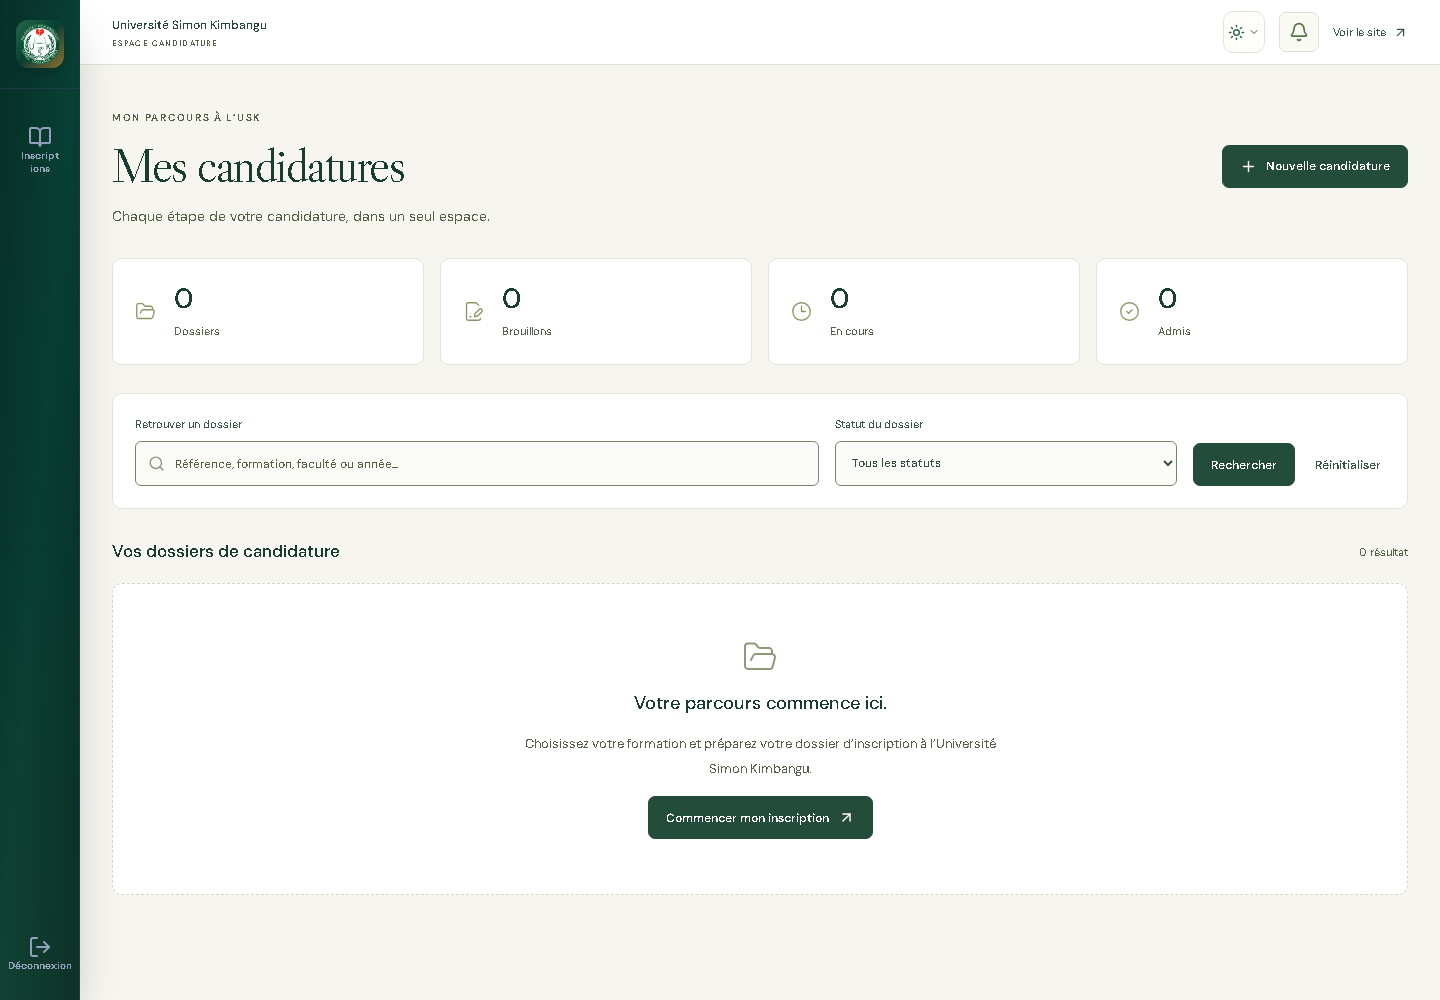 Université Simon Kimbangu
ESPACE CANDIDATURE
Voir le site
Inscript
ions
MON PARCOURS À L'USK
Mes candidatures
Nouvelle candidature
Chaque étape de votre candidature, dans un seul espace.
0
Dossiers
0
Brouillons
0
En cours
0
Admis
Retrouver un dossier
Statut du dossier
Référence, formation, faculté ou année…
Tous les statuts
Rechercher
Réinitialiser
Vos dossiers de candidature
0 résultat
Votre parcours commence ici.
Choisissez votre formation et préparez votre dossier d’inscription à l’Université
Simon Kimbangu.
Commencer mon inscription
Déconnexion